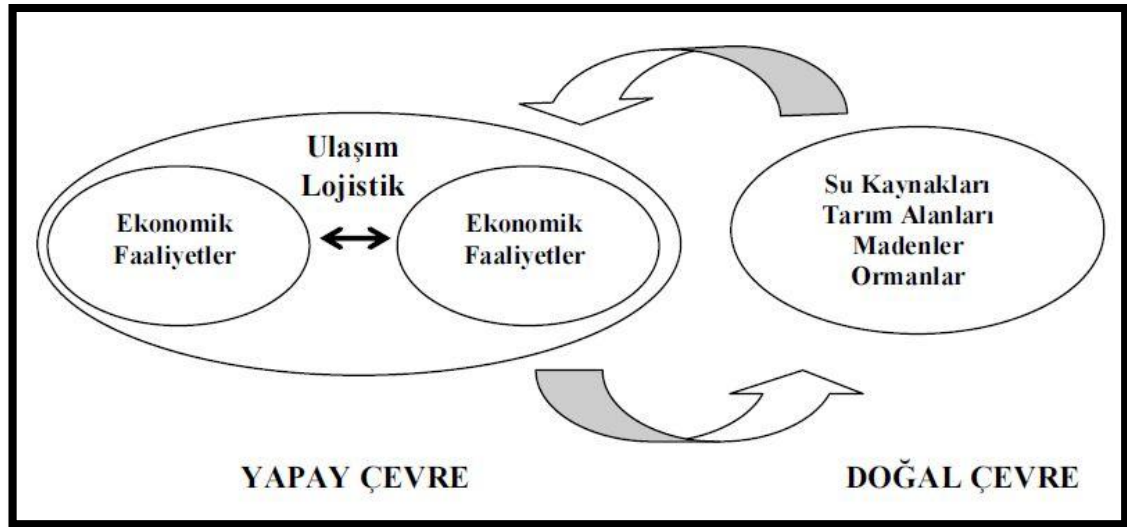 Ulaşım
Lojistik
Ekonomik
Faaliyetler
Ekonomik
Faaliyetler
Su Kaynakları
Tarım Alanları
Madenler
Ormanlar
YAPAY ÇEVRE
DOĞAL ÇEVRE